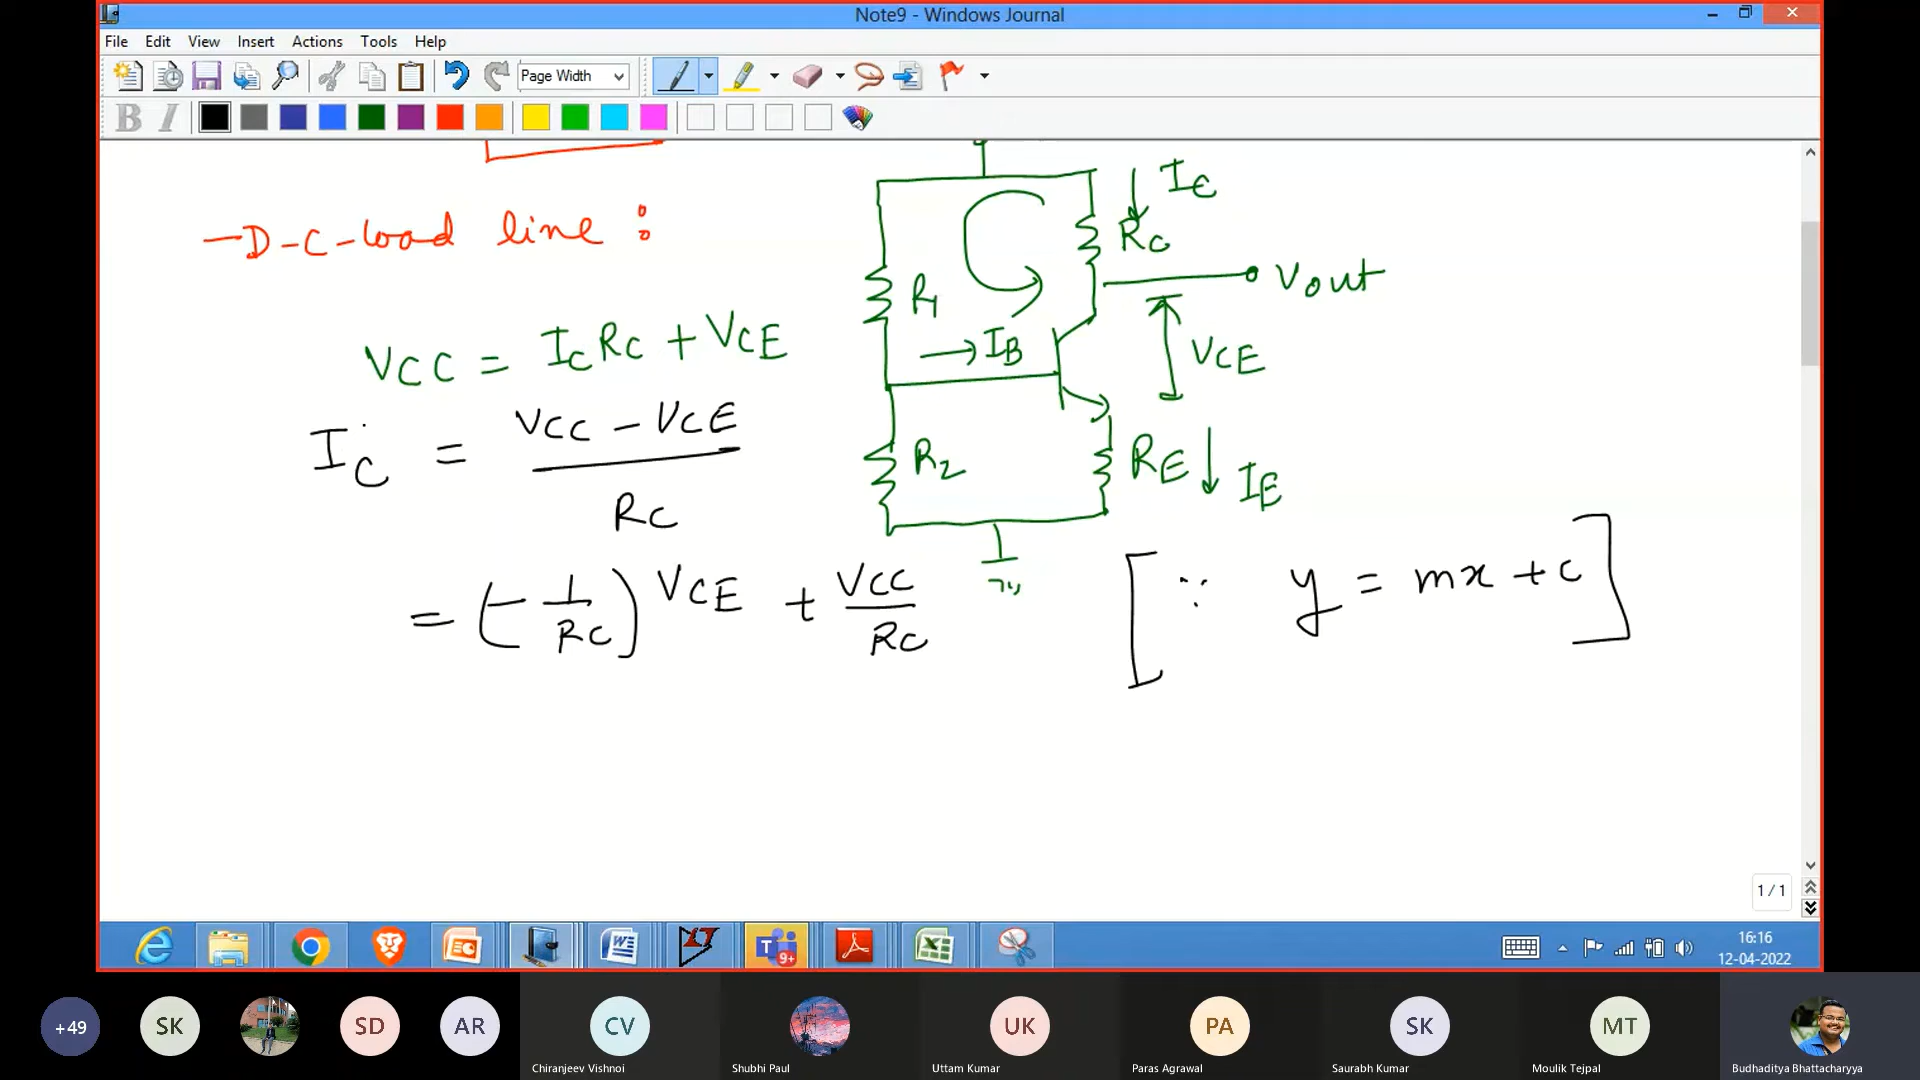 Note9 - Windows Journal
File Edit View Insert Actions Tools Help
Page Width
B I
-D-C-load line :
VCC = ICRC + VCE
IC = VCC - VCE / RC
= (- 1/RC) VCE + VCC/RC
[∵ y = mx + c]
IC
RC
Vout
R1
IB
VCE
R2
RE
IE
1 / 1
9+
16:16
12-04-2022
+49
SK
SD
AR
CV
UK
PA
SK
MT
Chiranjeev Vishnoi
Shubhi Paul
Uttam Kumar
Paras Agrawal
Saurabh Kumar
Moulik Tejpal
Budhaditya Bhattacharyya